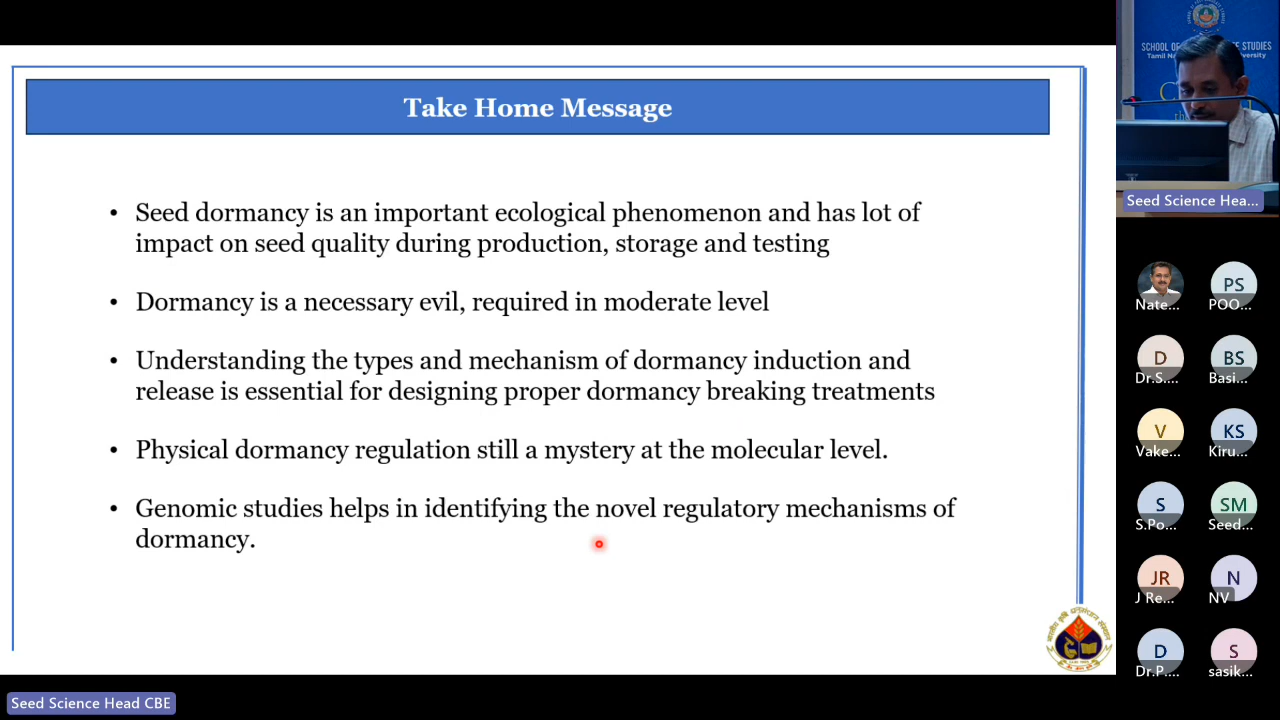 Take Home Message
• Seed dormancy is an important ecological phenomenon and has lot of
impact on seed quality during production, storage and testing
• Dormancy is a necessary evil, required in moderate level
• Understanding the types and mechanism of dormancy induction and
release is essential for designing proper dormancy breaking treatments
• Physical dormancy regulation still a mystery at the molecular level.
• Genomic studies helps in identifying the novel regulatory mechanisms of
dormancy.
Seed Science Head CBE
SCHOOL OF
STUDIES
Tamil
Seed Science Hea...
Nate...
PS
POO...
D
Dr.S....
BS
Basi...
V
Vake...
KS
Kiru...
S
S.Po...
SM
Seed...
JR
J Re...
N
NV
D
Dr.P....
S
sasik...